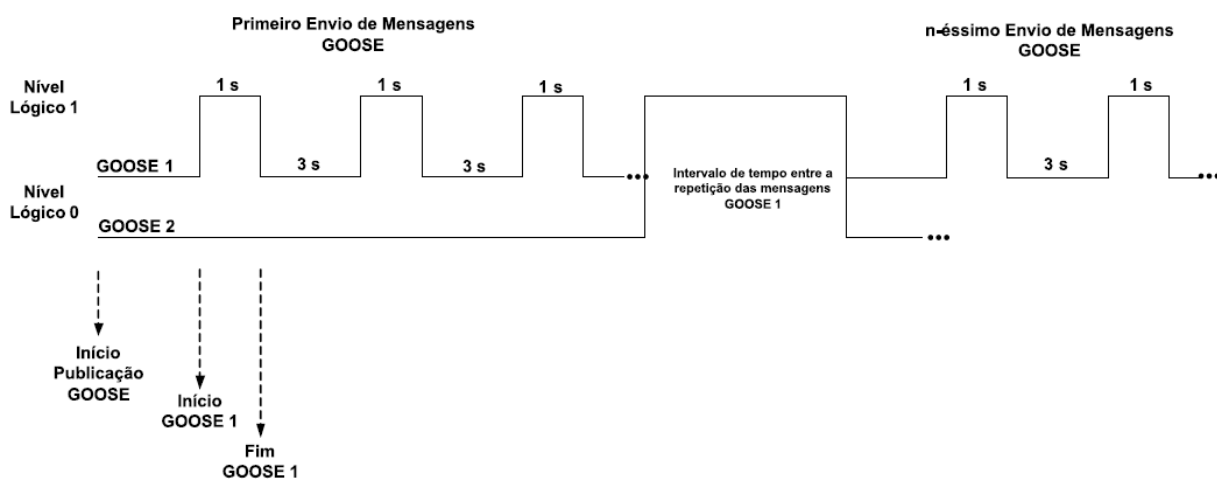 Primeiro Envio de Mensagens
GOOSE
n-éssimo Envio de Mensagens
GOOSE
Nível
Lógico 1
1 s
1 s
1 s
1 s
1 s
GOOSE 1
3 s
3 s
•••
Intervalo de tempo entre a
repetição das mensagens
GOOSE 1
3 s
•••
Nível
Lógico 0
GOOSE 2
•••
Início
Publicação
GOOSE
Início
GOOSE 1
Fim
GOOSE 1